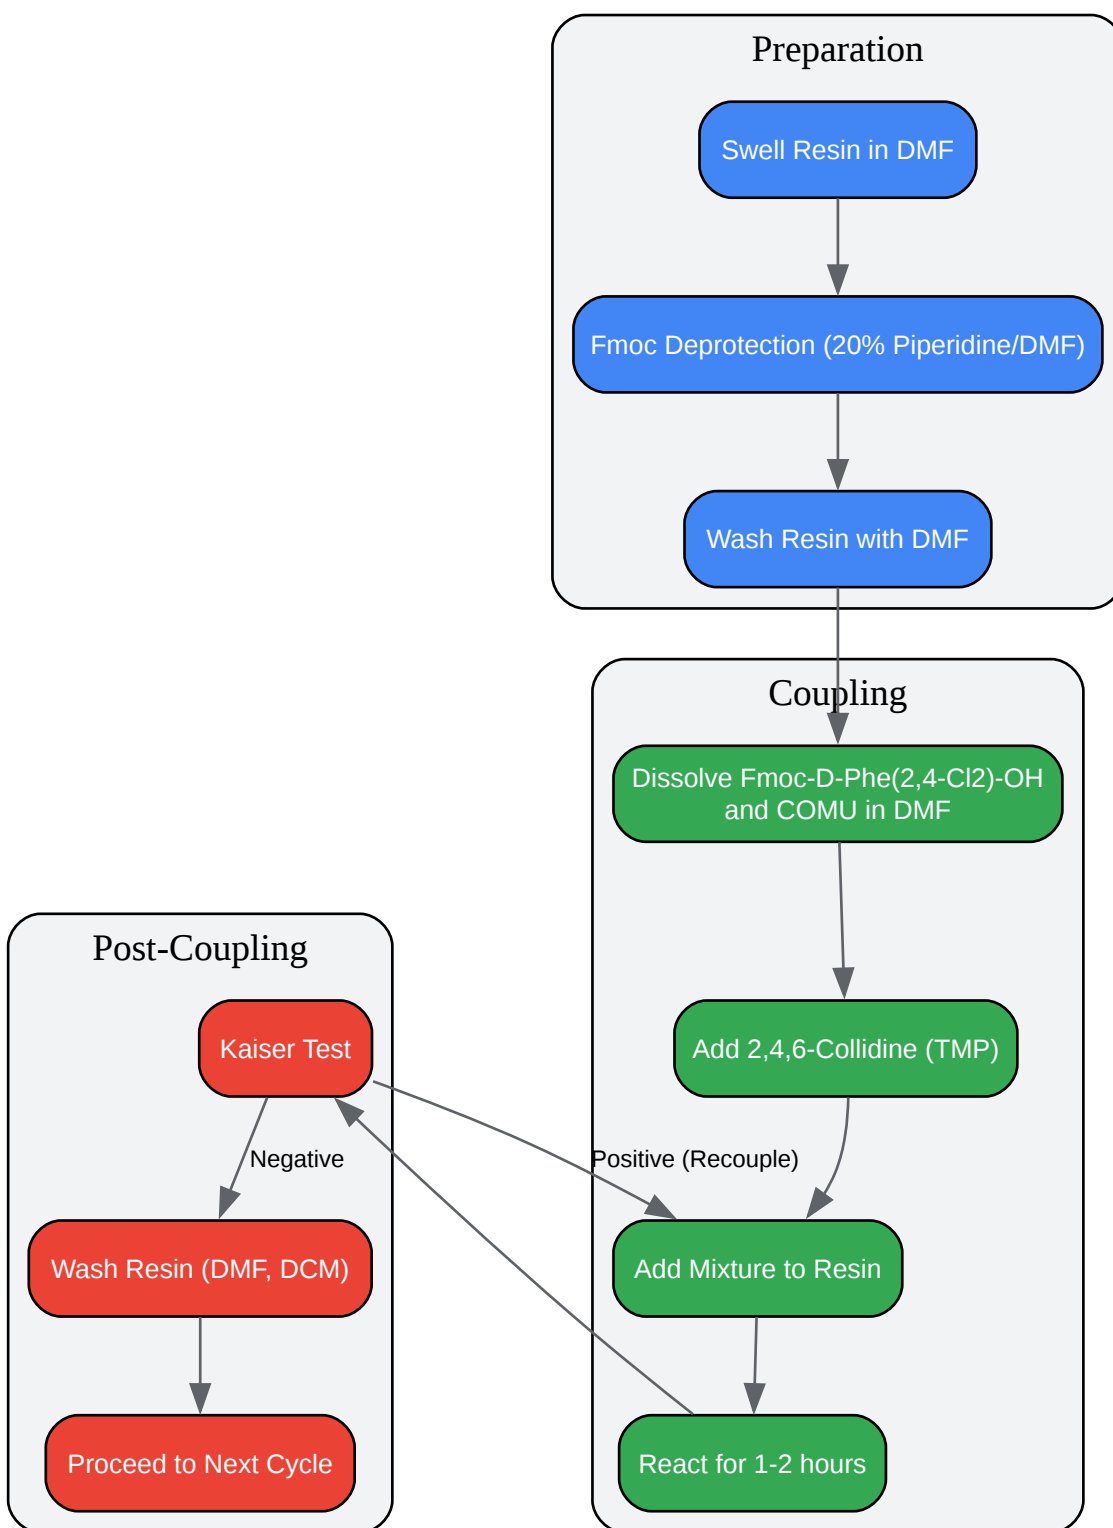 Preparation
Swell Resin in DMF
Fmoc Deprotection (20% Piperidine/DMF)
Wash Resin with DMF
Coupling
Dissolve Fmoc-D-Phe(2,4-Cl2)-OH
and COMU in DMF
Add 2,4,6-Collidine (TMP)
Positive (Recouple)
Add Mixture to Resin
React for 1-2 hours
Post-Coupling
Kaiser Test
Negative
Wash Resin (DMF, DCM)
Proceed to Next Cycle